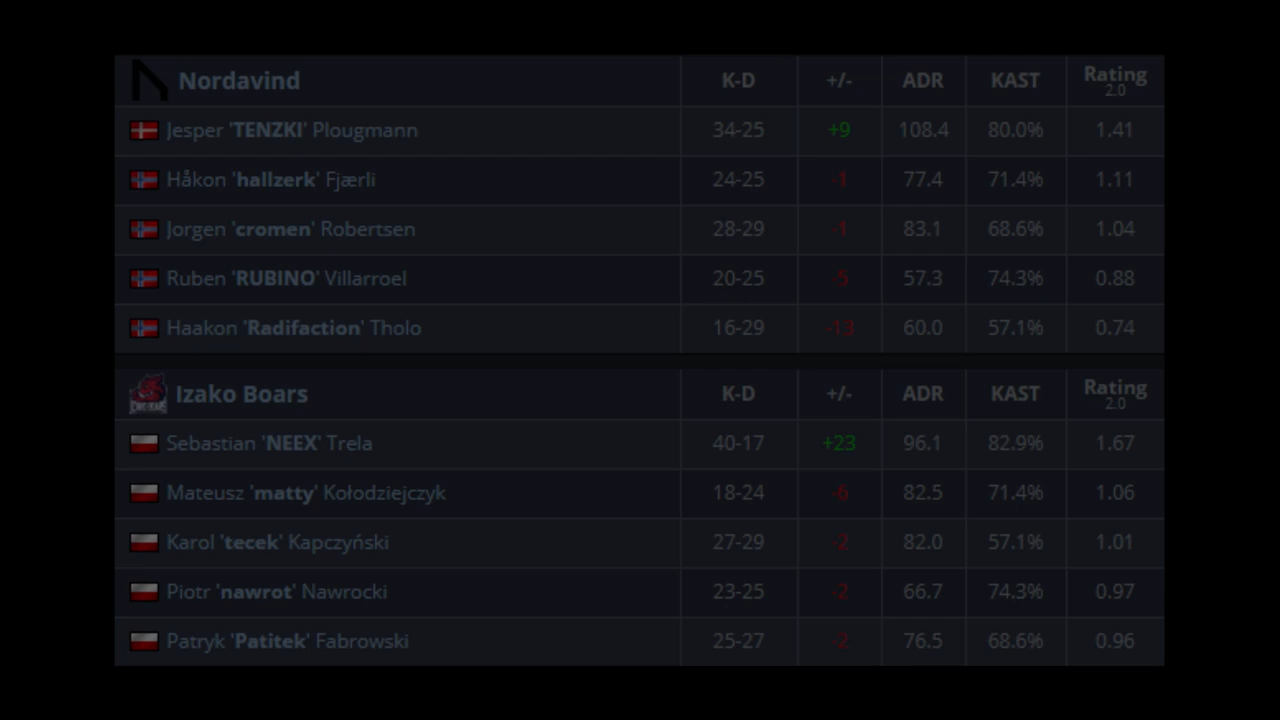 Nordavind K-D +/- ADR KAST Rating 2.0
Jesper 'TENZKI' Plougmann 34-25 +9 108.4 80.0% 1.41
Håkon 'hallzerk' Fjærli 24-25 -1 77.4 71.4% 1.11
Jorgen 'cromen' Robertsen 28-29 -1 83.1 68.6% 1.04
Ruben 'RUBINO' Villarroel 20-25 -5 57.3 74.3% 0.88
Haakon 'Radifaction' Tholo 16-29 -13 60.0 57.1% 0.74
Izako Boars K-D +/- ADR KAST Rating 2.0
Sebastian 'NEEX' Trela 40-17 +23 96.1 82.9% 1.67
Mateusz 'matty' Kołodziejczyk 18-24 -6 82.5 71.4% 1.06
Karol 'tecek' Kapczyński 27-29 -2 82.0 57.1% 1.01
Piotr 'nawrot' Nawrocki 23-25 -2 66.7 74.3% 0.97
Patryk 'Patitek' Fabrowski 25-27 -2 76.5 68.6% 0.96